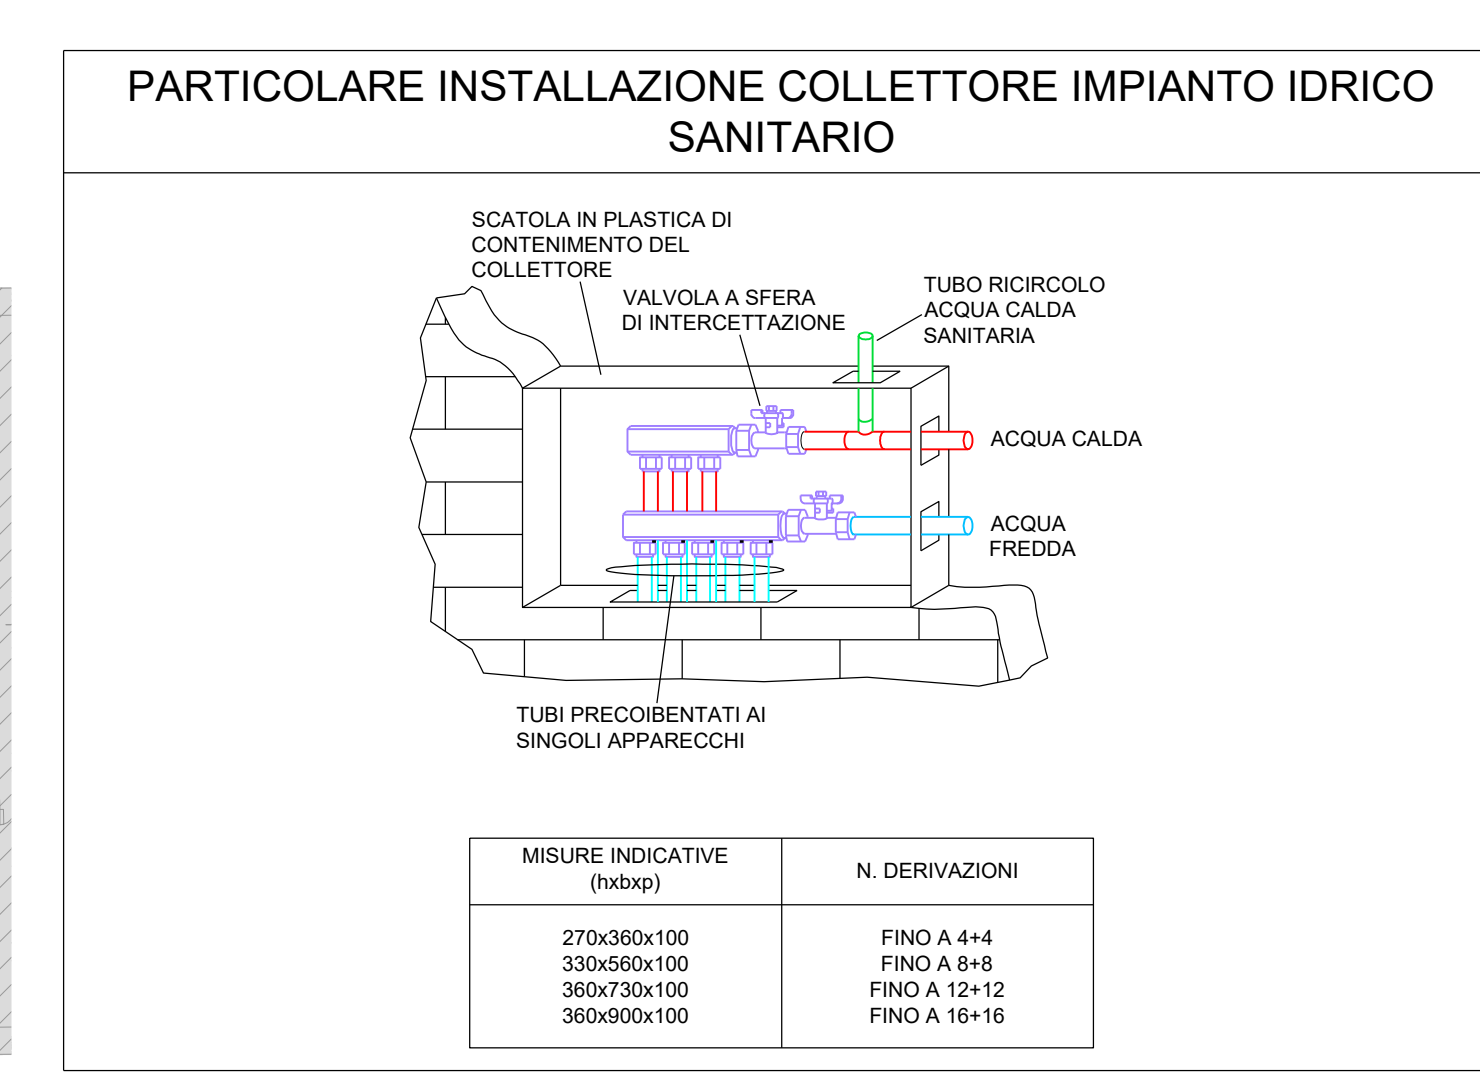 PARTICOLARE INSTALLAZIONE COLLETTORE IMPIANTO IDRICO
SANITARIO
SCATOLA IN PLASTICA DI
CONTENIMENTO DEL
COLLETTORE
VALVOLA A SFERA
DI INTERCETTAZIONE
TUBO RICIRCOLO
ACQUA CALDA
SANITARIA
ACQUA CALDA
ACQUA
FREDDA
TUBI PRECOIBENTATI AI
SINGOLI APPARECCHI
MISURE INDICATIVE
(hxbxp)
N. DERIVAZIONI
270x360x100 FINO A 4+4
330x560x100 FINO A 8+8
360x730x100 FINO A 12+12
360x900x100 FINO A 16+16